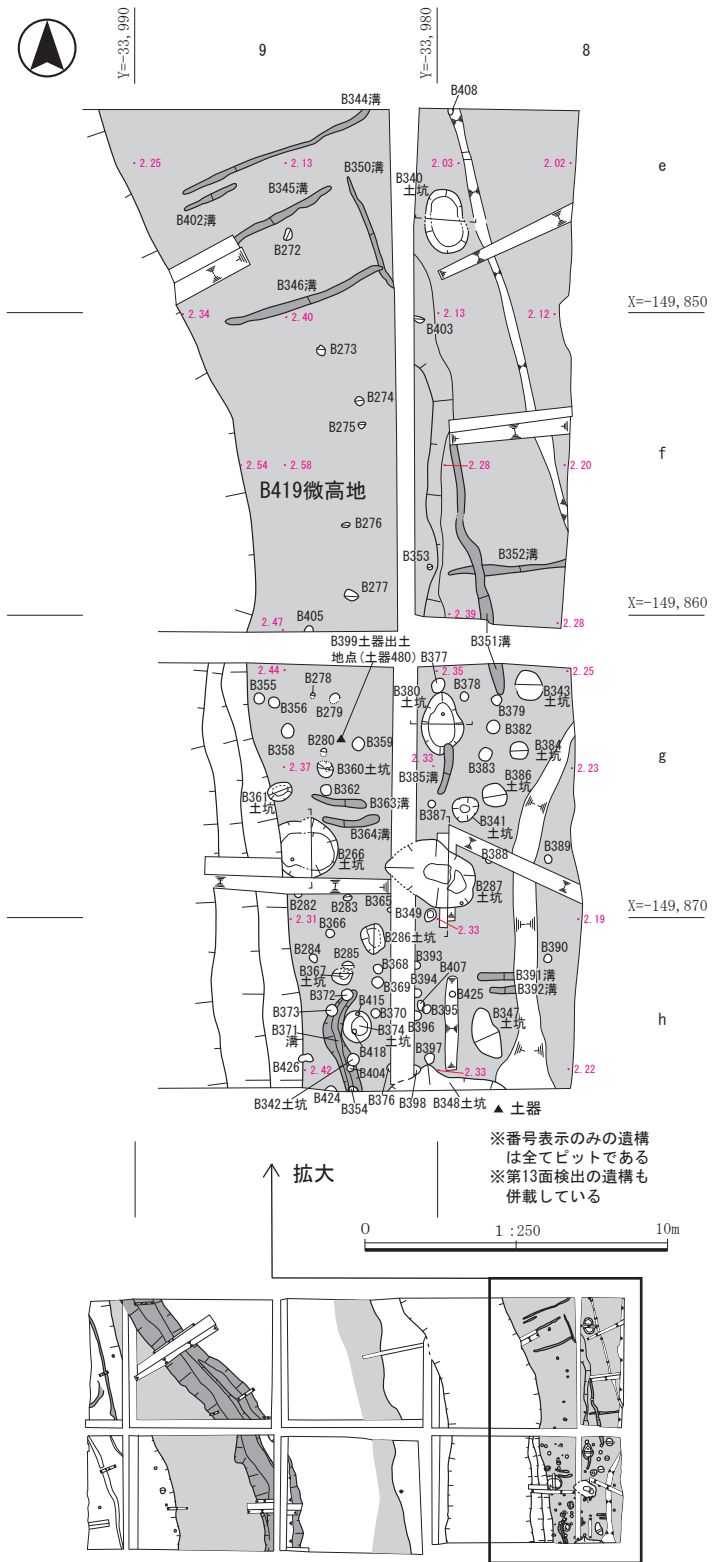 Y=-33,990
9
Y=-33,980
8
B344溝
B408
2.25
2.13
B350溝
2.03
2.02
e
B340
土坑
B345溝
B402溝
B272
B346溝
X=-149,850
2.34
2.40
2.13
2.12
B403
B273
B274
B275
f
2.54
2.58
2.28
2.20
B419微高地
B276
B353
B352溝
B277
X=-149,860
2.47
B405
2.39
2.28
B399土器出土
地点(土器480)
B377
B351溝
2.44
2.35
2.25
B355
B278
B380
土坑
B378
B343
土坑
B356
B279
B379
B382
B358
B280
B359
B384
土坑
g
2.37
B360土坑
2.33
B385溝
B383
2.23
B386
土坑
B361
土坑
B362
B363溝
B387
B341
土坑
B364溝
B266
土坑
B388
B389
B287
土坑
B282
B283
B365
X=-149,870
2.31
B366
B349
2.33
2.19
B286土坑
B284
B285
B393
B390
B367
土坑
B368
B407
B391溝
B372
B369
B394
B425
B392溝
B415
B373
B370
B395
B347
土坑
B371
溝
B374
土坑
B396
h
B418
B397
B426
2.42
B404
2.33
2.22
B342土坑
B424
B354
B376
B398
B348土坑
▲ 土器
※番号表示のみの遺構
は全てピットである
※第13面検出の遺構も
併載している
拡大
0
1:250
10m